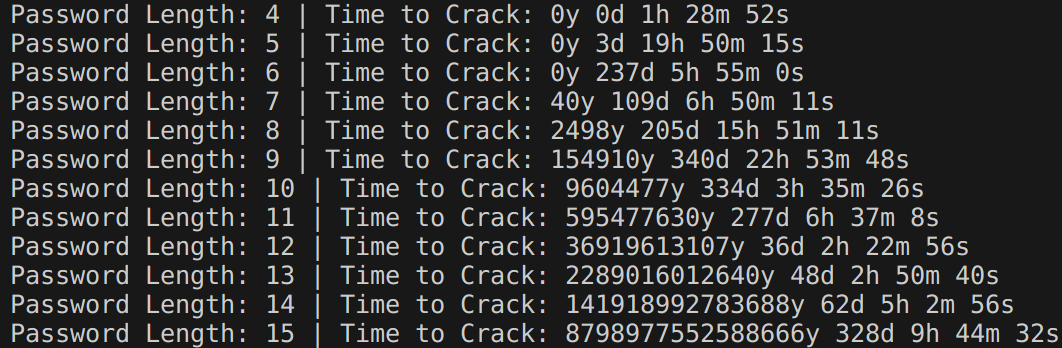 Password Length: 4 | Time to Crack: 0y 0d 1h 28m 52s
Password Length: 5 | Time to Crack: 0y 3d 19h 50m 15s
Password Length: 6 | Time to Crack: 0y 237d 5h 55m 0s
Password Length: 7 | Time to Crack: 40y 109d 6h 50m 11s
Password Length: 8 | Time to Crack: 2498y 205d 15h 51m 11s
Password Length: 9 | Time to Crack: 154910y 340d 22h 53m 48s
Password Length: 10 | Time to Crack: 9604477y 334d 3h 35m 26s
Password Length: 11 | Time to Crack: 595477630y 277d 6h 37m 8s
Password Length: 12 | Time to Crack: 36919613107y 36d 2h 22m 56s
Password Length: 13 | Time to Crack: 2289016012640y 48d 2h 50m 40s
Password Length: 14 | Time to Crack: 141918992783688y 62d 5h 2m 56s
Password Length: 15 | Time to Crack: 8798977552588666y 328d 9h 44m 32s